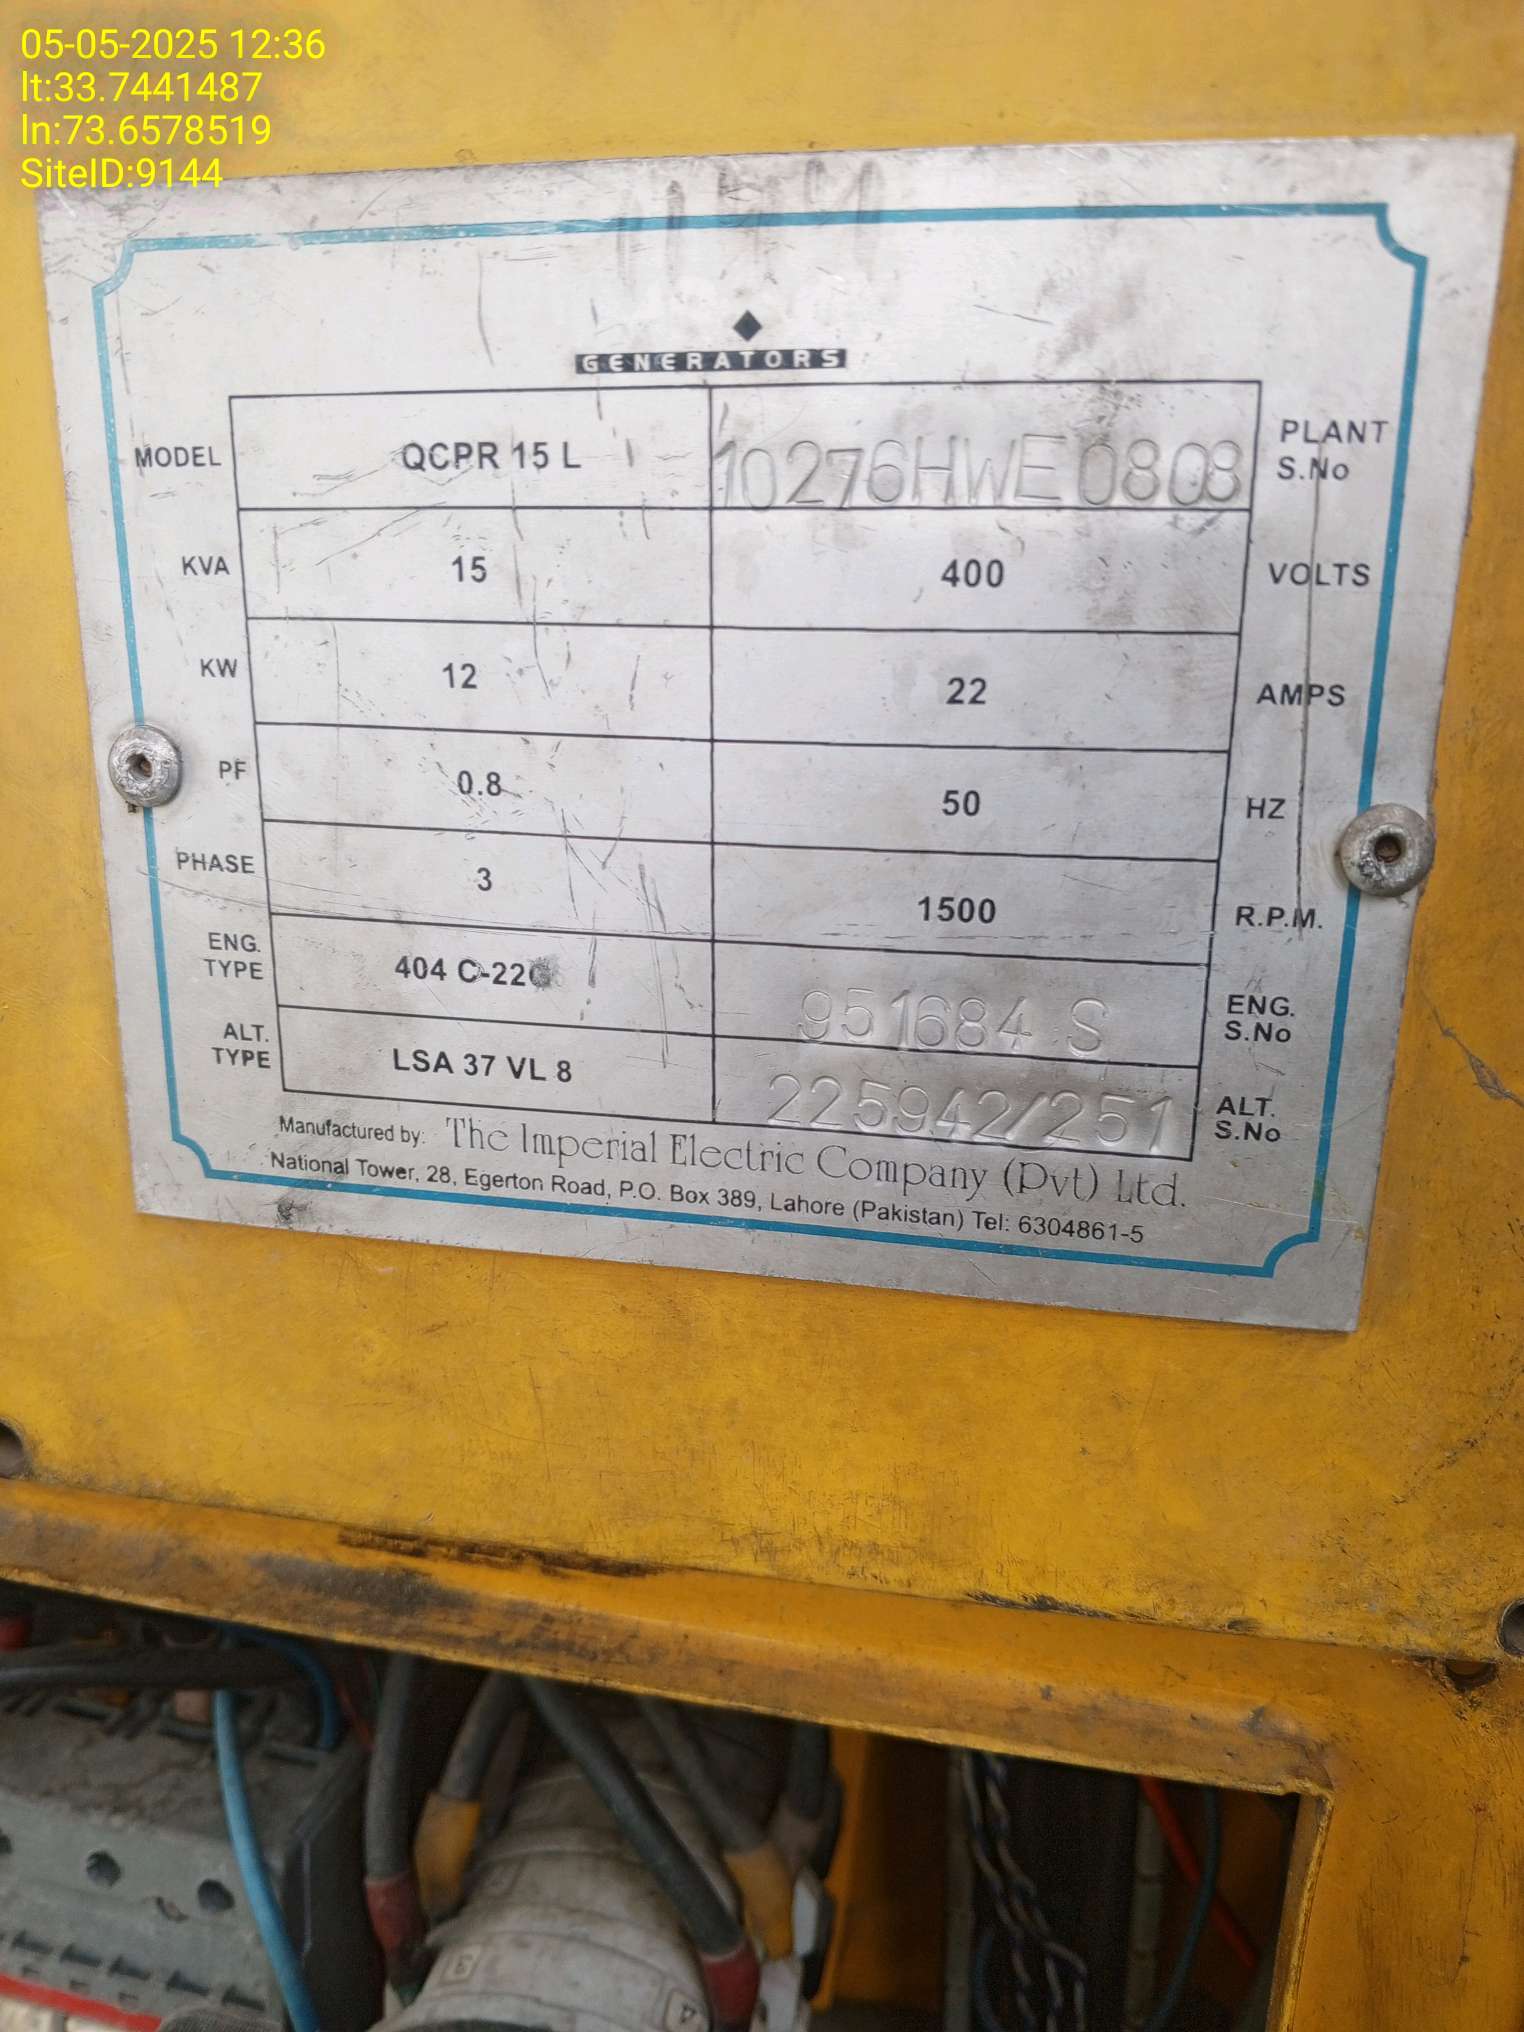 05-05-2025 12:36
lt:33.7441487
ln:73.6578519
SiteID:9144
GENERATORS
MODEL QCPR 15 L 10276HWE0808 PLANT S.No
KVA 15 400 VOLTS
KW 12 22 AMPS
PF 0.8 50 HZ
PHASE 3 1500 R.P.M.
ENG. TYPE 404 C-22G 951684 S ENG. S.No
ALT. TYPE LSA 37 VL 8 225942/251 ALT. S.No
Manufactured by: The Imperial Electric Company (Pvt) Ltd.
National Tower, 28, Egerton Road, P.O. Box 389, Lahore (Pakistan) Tel: 6304861-5
3
4